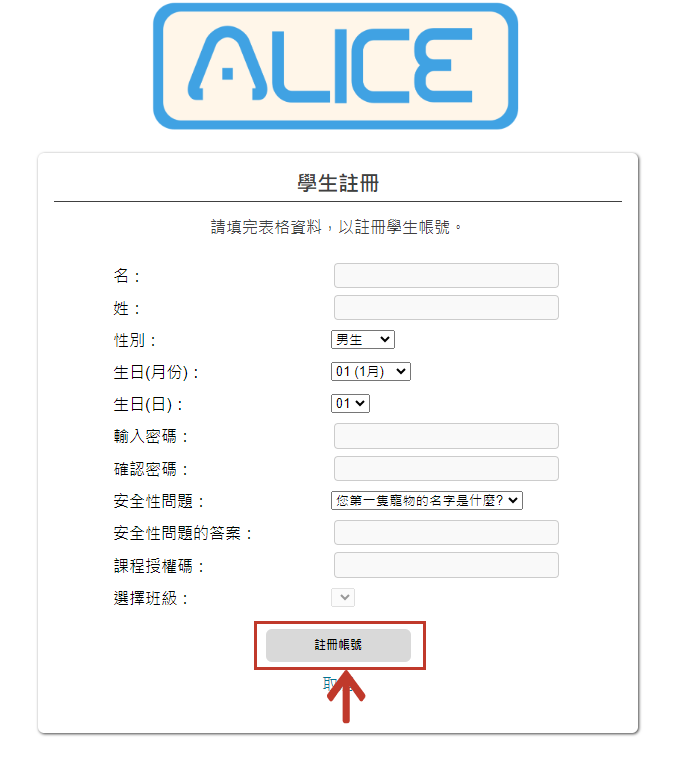 ALICE
學生註冊
請填完表格資料，以註冊學生帳號。
名：
姓：
性別： 男生
生日(月份)： 01 (1月)
生日(日)： 01
輸入密碼：
確認密碼：
安全性問題： 您第一隻寵物的名字是什麼?
安全性問題的答案：
課程授權碼：
選擇班級：
註冊帳號
取